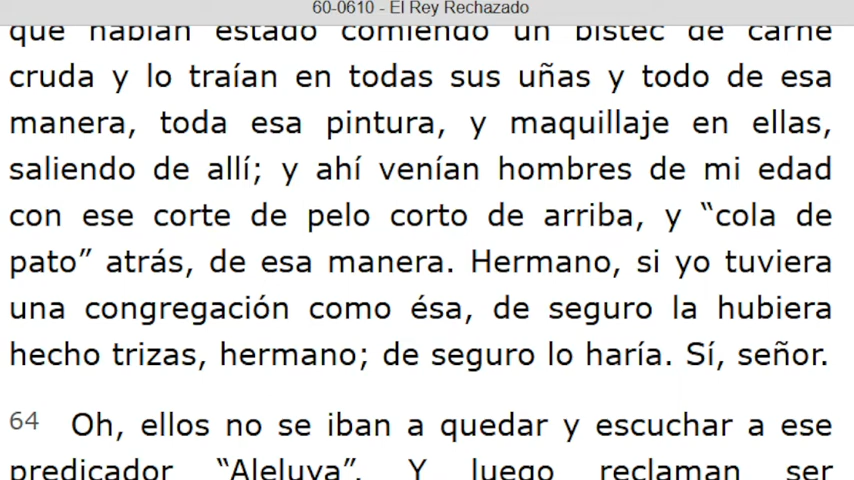 60-0610 - El Rey Rechazado
que habían estado comiendo un bistec de carne
cruda y lo traían en todas sus uñas y todo de esa
manera, toda esa pintura, y maquillaje en ellas,
saliendo de allí; y ahí venían hombres de mi edad
con ese corte de pelo corto de arriba, y “cola de
pato” atrás, de esa manera. Hermano, si yo tuviera
una congregación como ésa, de seguro la hubiera
hecho trizas, hermano; de seguro lo haría. Sí, señor.
64 Oh, ellos no se iban a quedar y escuchar a ese
predicador “Aleluya”. Y luego reclaman ser